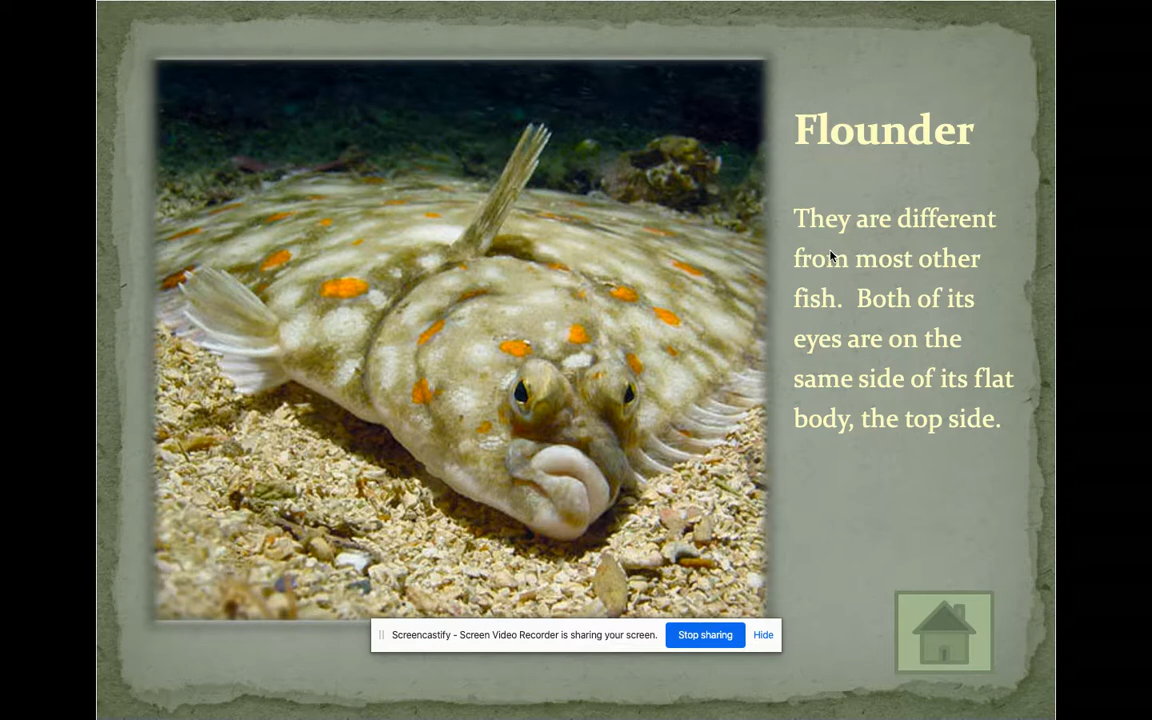 Flounder
They are different
from most other
fish.  Both of its
eyes are on the
same side of its flat
body, the top side.
Screencastify - Screen Video Recorder is sharing your screen. Stop sharing Hide